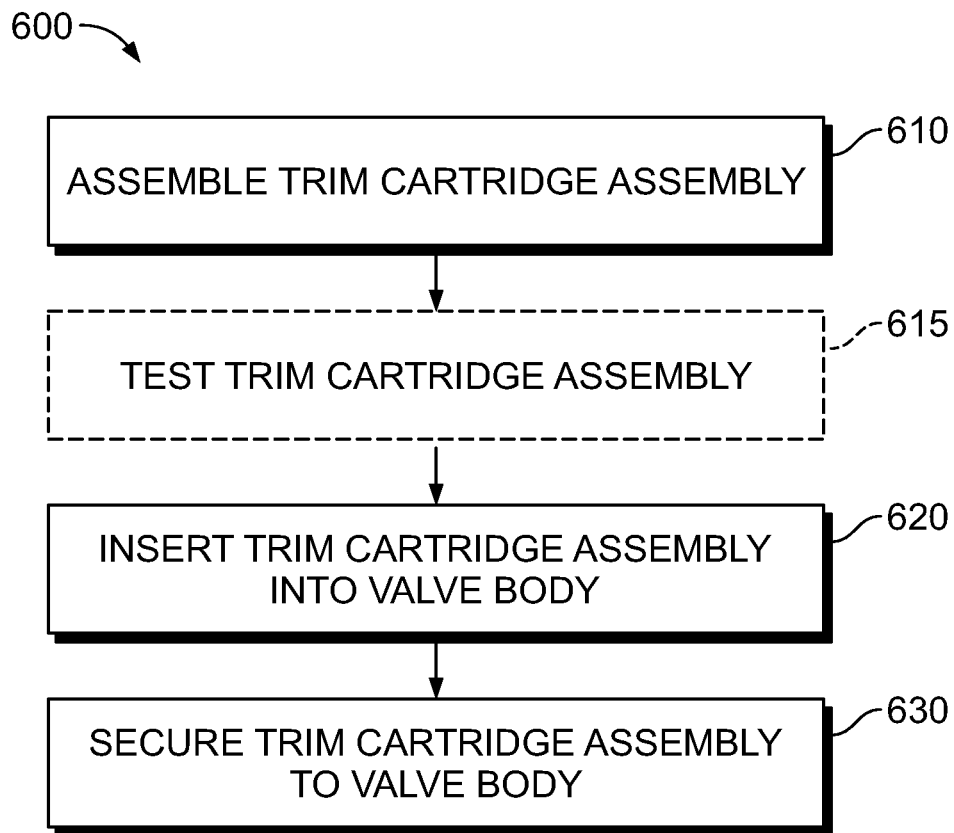 600
610
ASSEMBLE TRIM CARTRIDGE ASSEMBLY
615
TEST TRIM CARTRIDGE ASSEMBLY
620
INSERT TRIM CARTRIDGE ASSEMBLY
INTO VALVE BODY
630
SECURE TRIM CARTRIDGE ASSEMBLY
TO VALVE BODY